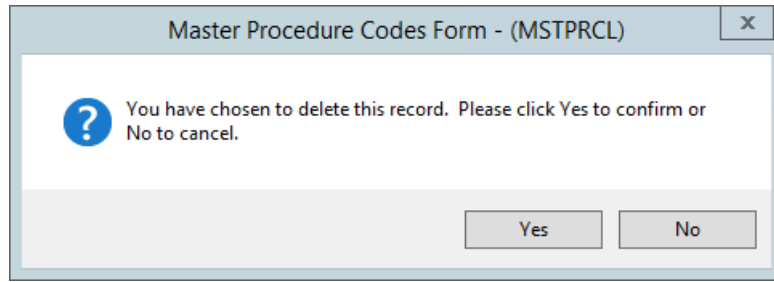 Master Procedure Codes Form - (MSTPRCL)
x
?
You have chosen to delete this record.  Please click Yes to confirm or
No to cancel.
Yes
No